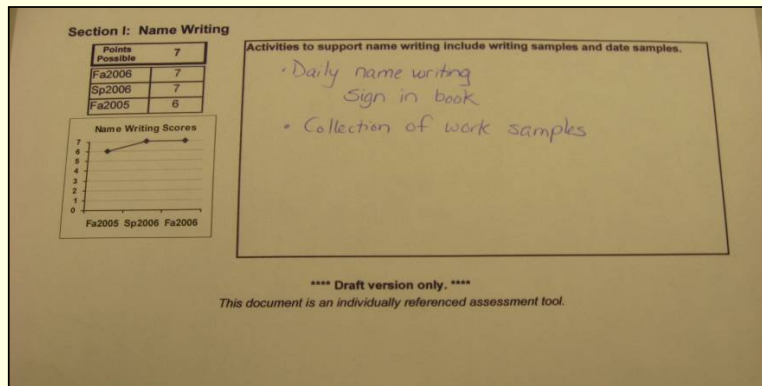 Section I: Name Writing
Points Possible 7
Fa2006 7
Sp2006 7
Fa2005 6
Name Writing Scores
7
6
5
4
3
2
1
0
Fa2005 Sp2006 Fa2006
Activities to support name writing include writing samples and date samples.
• Daily name writing
Sign in book
• Collection of work samples
**** Draft version only. ****
This document is an individually referenced assessment tool.